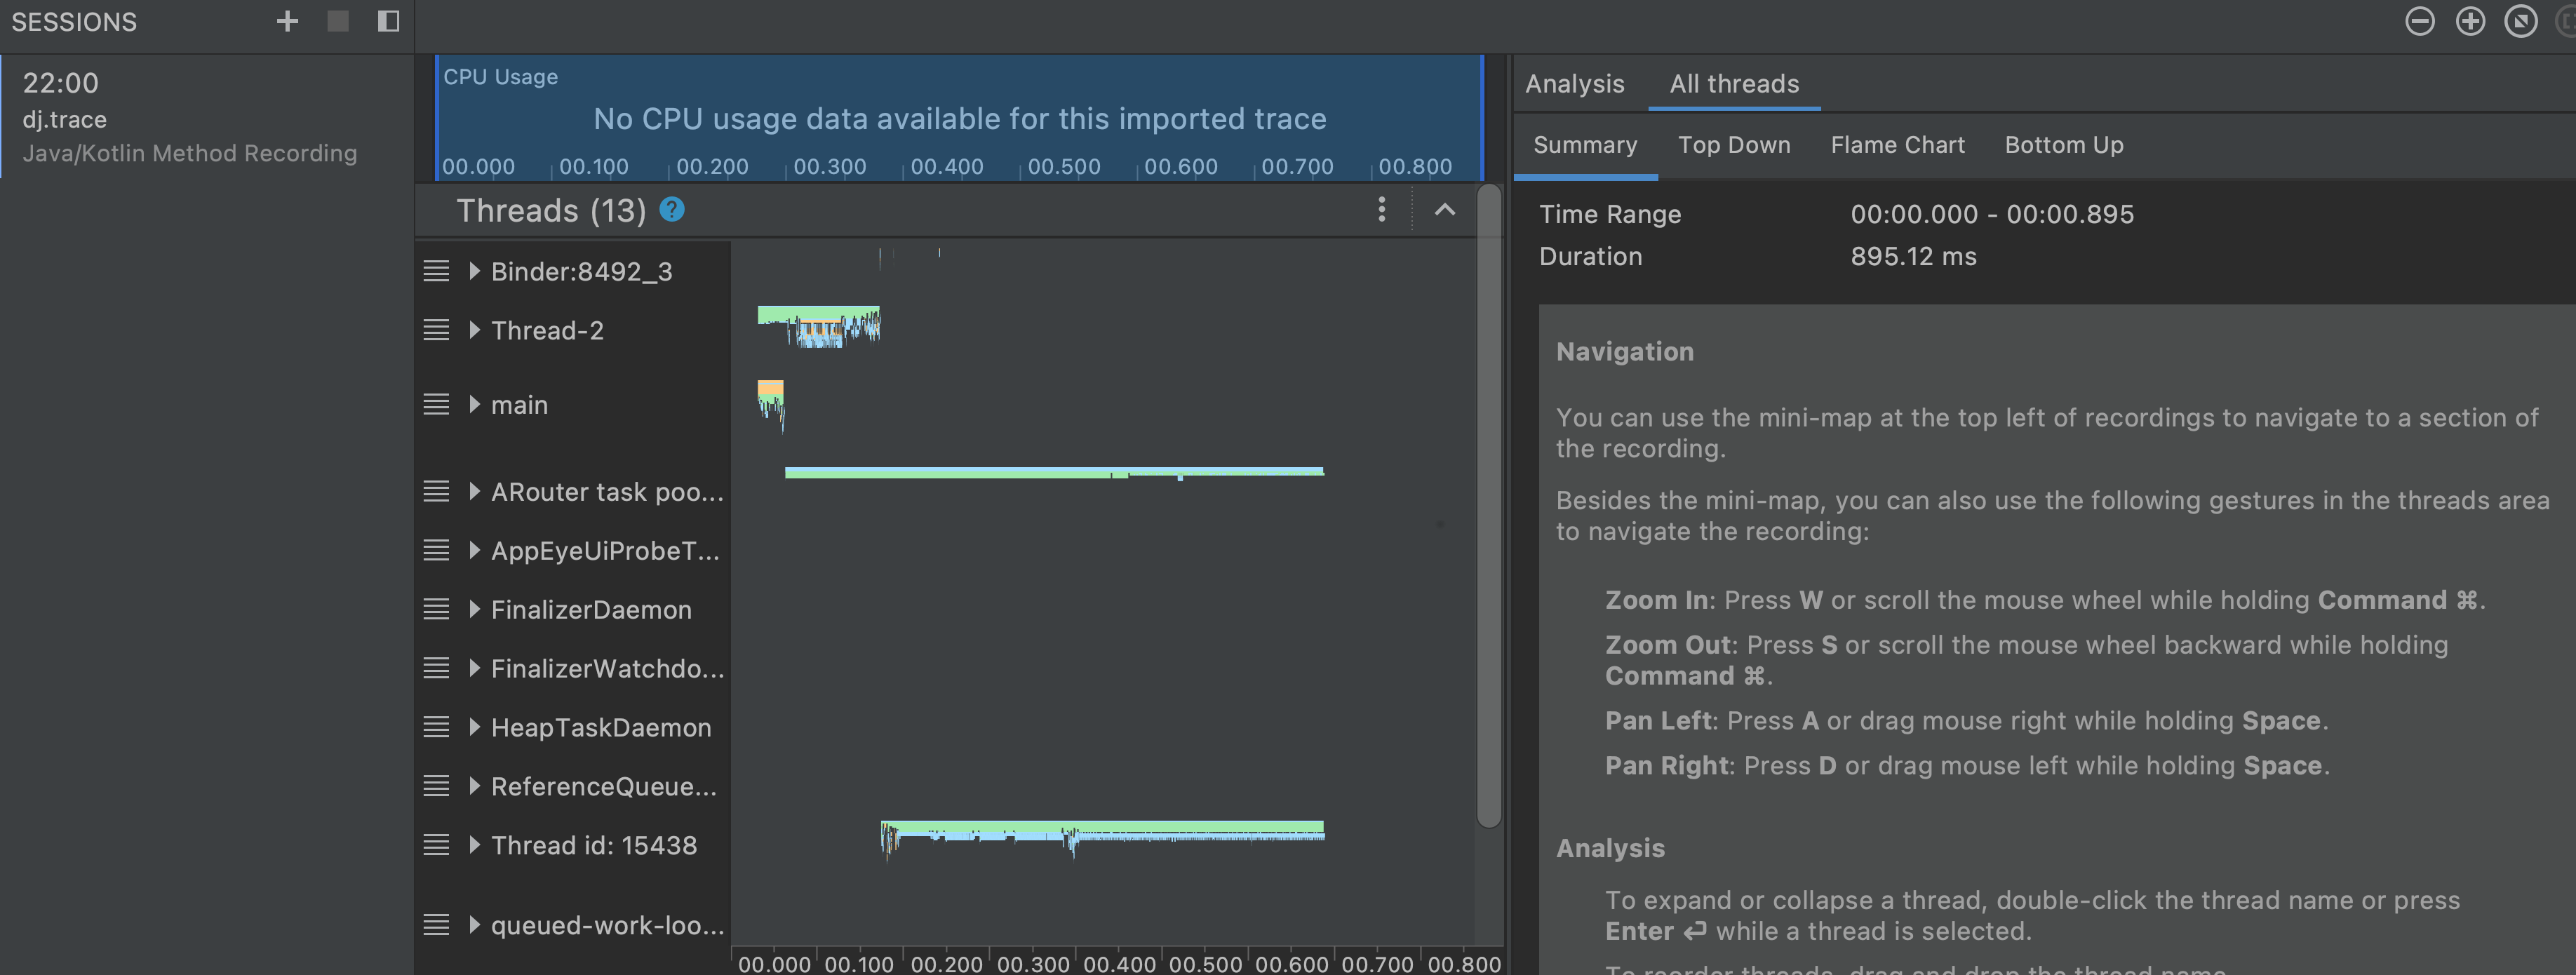 SESSIONS
22:00
dj.trace
Java/Kotlin Method Recording
CPU Usage
No CPU usage data available for this imported trace
00.000 00.100 00.200 00.300 00.400 00.500 00.600 00.700 00.800
Threads (13) ?
Binder:8492_3
Thread-2
main
ARouter task poo...
AppEyeUiProbeT...
FinalizerDaemon
FinalizerWatchdo...
HeapTaskDaemon
ReferenceQueue...
Thread id: 15438
queued-work-loo...
00.000 00.100 00.200 00.300 00.400 00.500 00.600 00.700 00.800
Analysis All threads
Summary Top Down Flame Chart Bottom Up
Time Range 00:00.000 - 00:00.895
Duration 895.12 ms
Navigation
You can use the mini-map at the top left of recordings to navigate to a section of
the recording.
Besides the mini-map, you can also use the following gestures in the threads area
to navigate the recording:
Zoom In: Press W or scroll the mouse wheel while holding Command ⌘.
Zoom Out: Press S or scroll the mouse wheel backward while holding
Command ⌘.
Pan Left: Press A or drag mouse right while holding Space.
Pan Right: Press D or drag mouse left while holding Space.
Analysis
To expand or collapse a thread, double-click the thread name or press
Enter ↩ while a thread is selected.
To reorder threads, drag and drop the thread name.